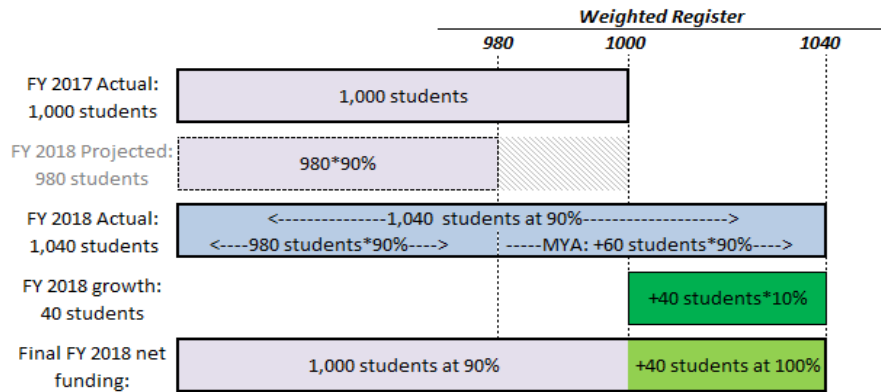 Weighted Register
980 1000 1040
FY 2017 Actual:
1,000 students
1,000 students
FY 2018 Projected:
980 students
980*90%
FY 2018 Actual:
1,040 students
<---------------1,040 students at 90%------------------>
<----980 students*90%---->
-----MYA: +60 students*90%---->
FY 2018 growth:
40 students
+40 students*10%
Final FY 2018 net
funding:
1,000 students at 90%
+40 students at 100%